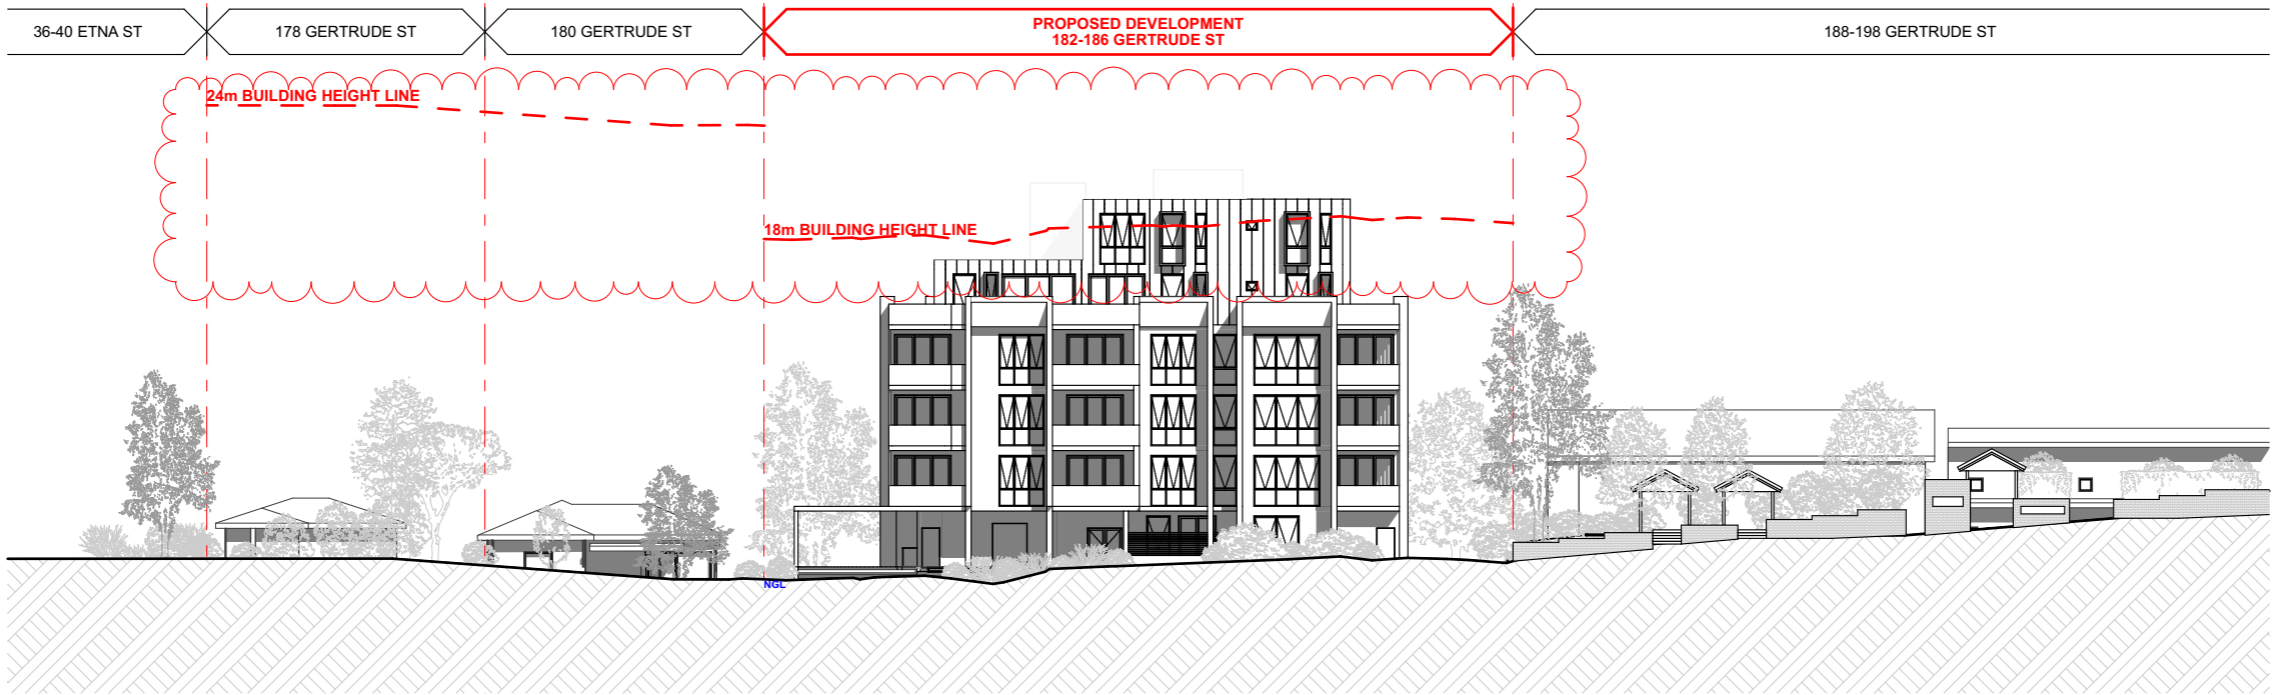 36-40 ETNA ST
178 GERTRUDE ST
180 GERTRUDE ST
PROPOSED DEVELOPMENT
182-186 GERTRUDE ST
188-198 GERTRUDE ST
24m BUILDING HEIGHT LINE
18m BUILDING HEIGHT LINE
NGL